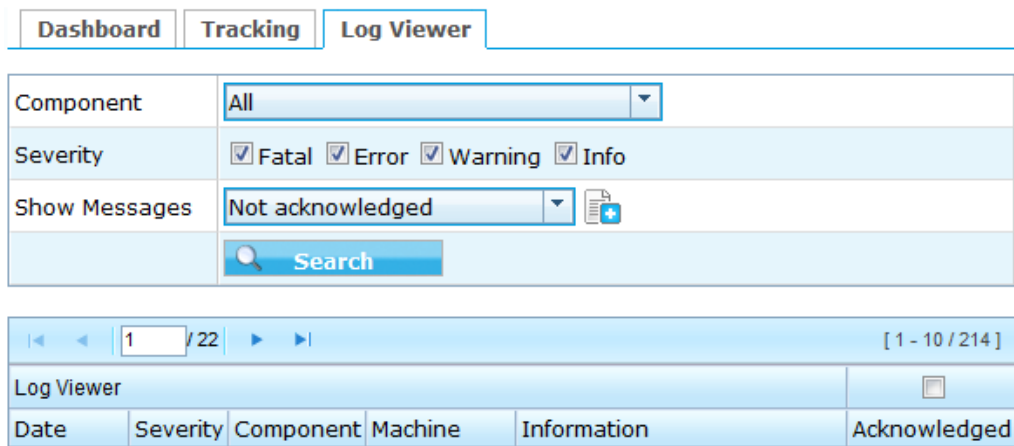 Dashboard Tracking Log Viewer
Component All
Severity Fatal Error Warning Info
Show Messages Not acknowledged
Search
1 / 22 [ 1 - 10 / 214 ]
Log Viewer
Date Severity Component Machine Information Acknowledged